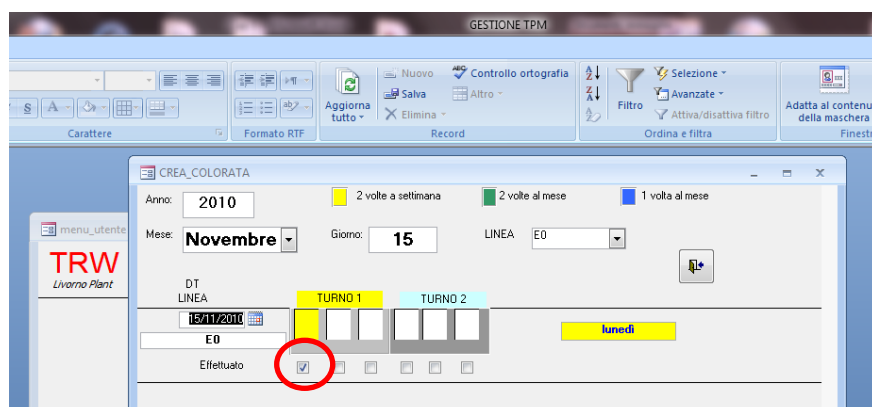 GESTIONE TPM
Nuovo
Salva
Elimina
Aggiorna tutto
Controllo ortografia
Altro
Carattere
Formato RTF
Record
Filtro
Selezione
Avanzate
Attiva/disattiva filtro
Ordina e filtra
Adatta al contenu
della maschera
Finest
CREA_COLORATA
Anno: 2010
2 volte a settimana
2 volte al mese
1 volta al mese
Mese: Novembre
Giorno: 15
LINEA E0
menu_utente
TRW
Livorno Plant
DT
LINEA
TURNO 1
TURNO 2
15/11/2010
E0
lunedì
Effettuato